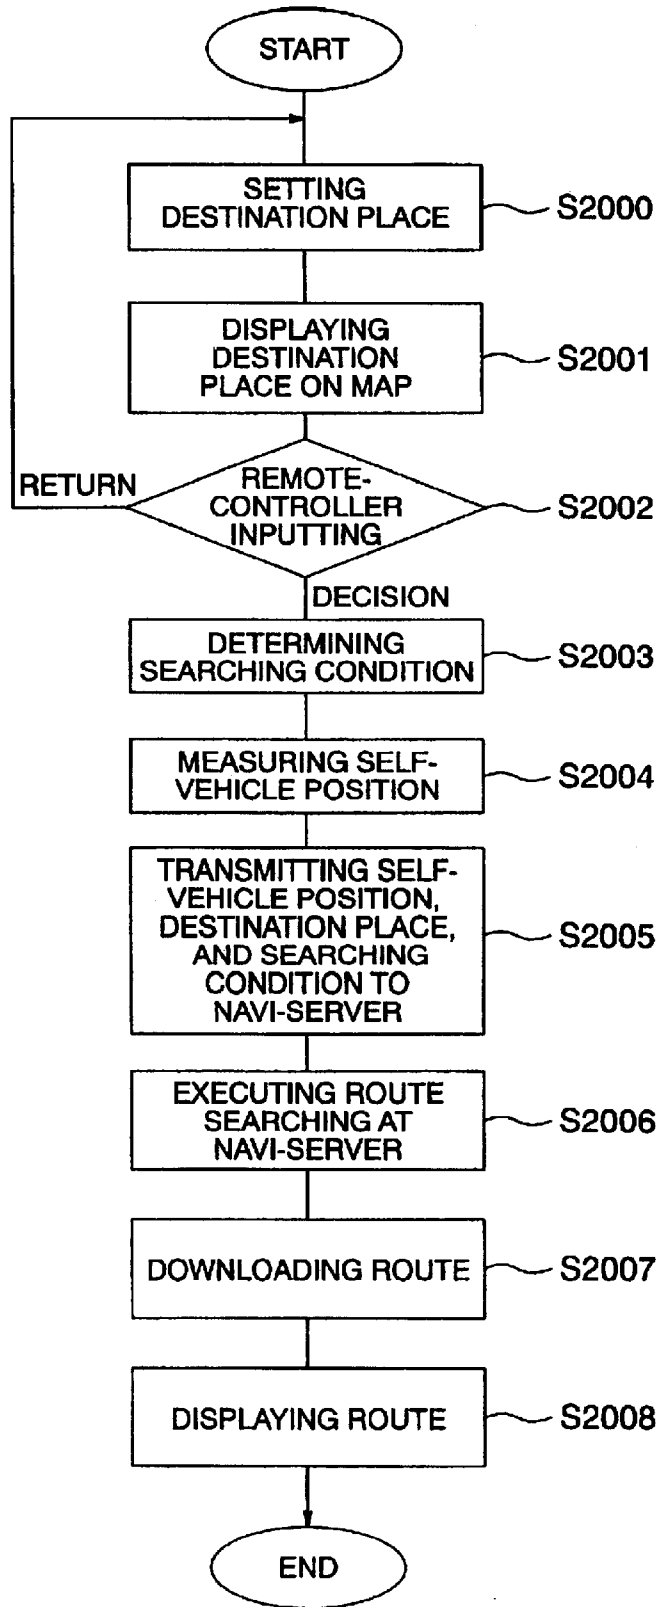 START
SETTING
DESTINATION PLACE
S2000
DISPLAYING
DESTINATION
PLACE ON MAP
S2001
RETURN
REMOTE-
CONTROLLER
INPUTTING
S2002
DECISION
DETERMINING
SEARCHING CONDITION
S2003
MEASURING SELF-
VEHICLE POSITION
S2004
TRANSMITTING SELF-
VEHICLE POSITION,
DESTINATION PLACE,
AND SEARCHING
CONDITION TO
NAVI-SERVER
S2005
EXECUTING ROUTE
SEARCHING AT
NAVI-SERVER
S2006
DOWNLOADING ROUTE
S2007
DISPLAYING ROUTE
S2008
END